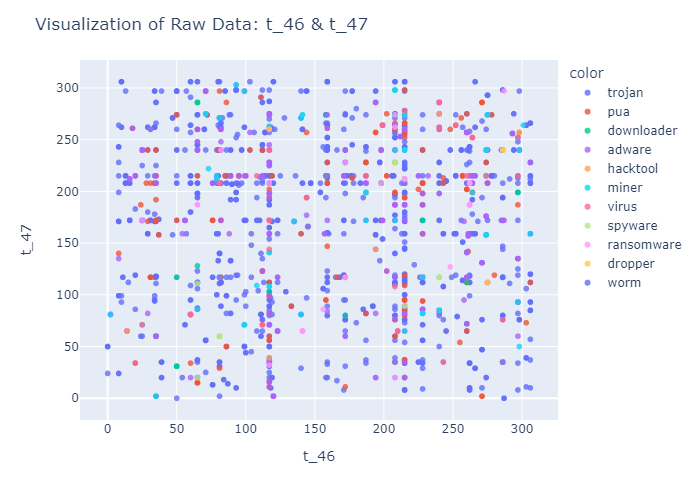 Visualization of Raw Data: t_46 & t_47
color
trojan
pua
downloader
adware
hacktool
miner
virus
spyware
ransomware
dropper
worm
t_47
300
250
200
150
100
50
0
0 50 100 150 200 250 300
t_46